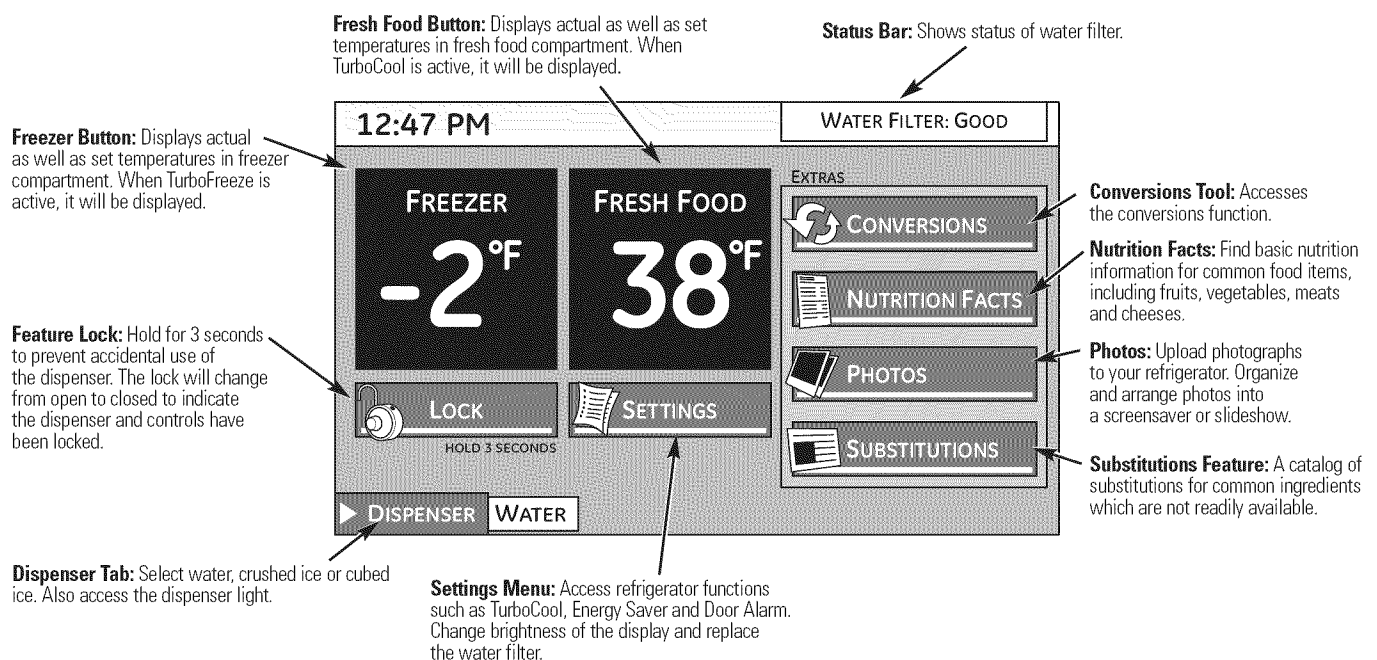 Fresh Food Button: Displays actual as well as set
temperatures in fresh food compartment. When
TurboCool is active, it will be displayed.
Status Bar: Shows status of water filter.
Freezer Button: Displays actual
as well as set temperatures in freezer
compartment. When TurboFreeze is
active, it will be displayed.
Feature Lock: Hold for 3 seconds
to prevent accidental use of
the dispenser. The lock will change
from open to closed to indicate
the dispenser and controls have
been locked.
12:47 PM
WATER FILTER: GOOD
FREEZER
-2°F
FRESH FOOD
38°F
LOCK
HOLD 3 SECONDS
SETTINGS
EXTRAS
CONVERSIONS
NUTRITION FACTS
PHOTOS
SUBSTITUTIONS
DISPENSER
WATER
Conversions Tool: Accesses
the conversions function.
Nutrition Facts: Find basic nutrition
information for common food items,
including fruits, vegetables, meats
and cheeses.
Photos: Upload photographs
to your refrigerator. Organize
and arrange photos into
a screensaver or slideshow.
Substitutions Feature: A catalog of
substitutions for common ingredients
which are not readily available.
Dispenser Tab: Select water, crushed ice or cubed
ice. Also access the dispenser light.
Settings Menu: Access refrigerator functions
such as TurboCool, Energy Saver and Door Alarm.
Change brightness of the display and replace
the water filter.